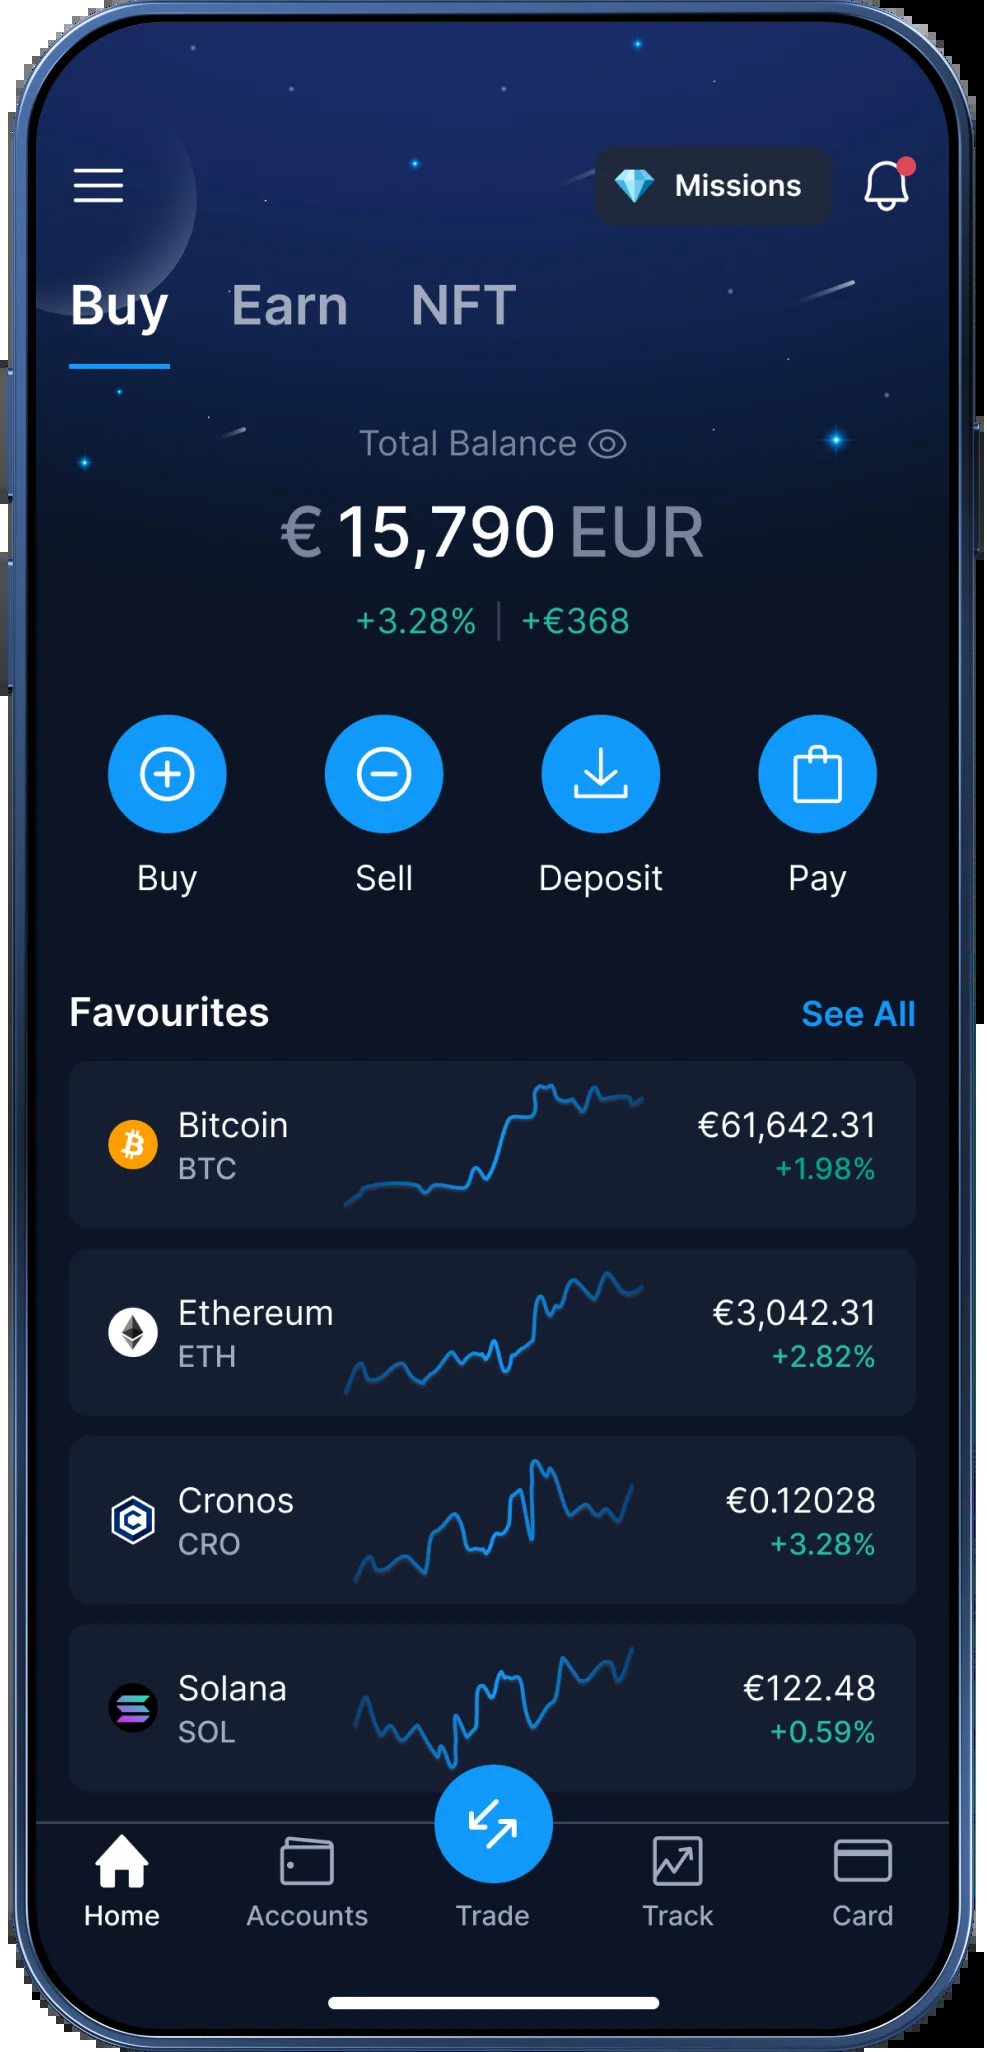 Missions
Buy Earn NFT
Total Balance
€ 15,790 EUR
+3.28% | +€368
Buy Sell Deposit Pay
Favourites See All
Bitcoin €61,642.31
BTC +1.98%
Ethereum €3,042.31
ETH +2.82%
Cronos €0.12028
CRO +3.28%
Solana €122.48
SOL +0.59%
Home Accounts Trade Track Card